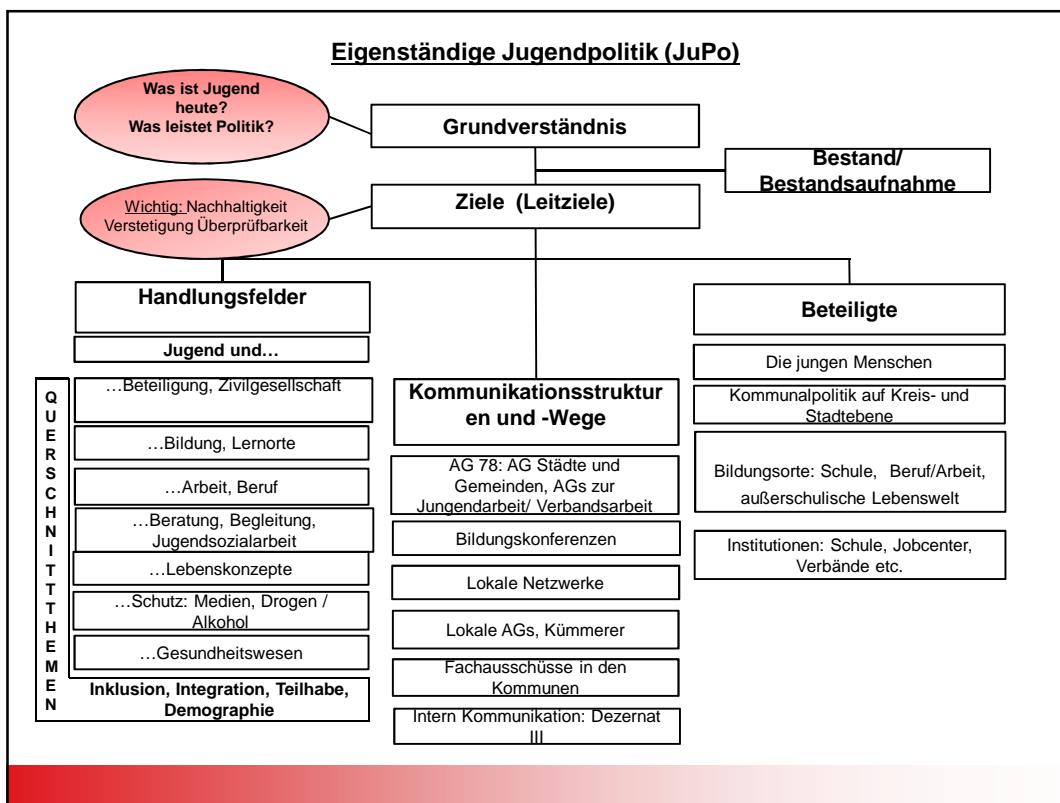 Eigenständige Jugendpolitik (JuPo)
Was ist Jugend
heute?
Was leistet Politik?
Grundverständnis
Bestand/
Bestandsaufnahme
Wichtig: Nachhaltigkeit
Verstetigung Überprüfbarkeit
Ziele (Leitziele)
Handlungsfelder
Jugend und…
QUERSCHNITTTHEMEN
…Beteiligung, Zivilgesellschaft
…Bildung, Lernorte
…Arbeit, Beruf
…Beratung, Begleitung,
Jugendsozialarbeit
…Lebenskonzepte
…Schutz: Medien, Drogen /
Alkohol
…Gesundheitswesen
Inklusion, Integration, Teilhabe,
Demographie
Kommunikationsstruktur
en und -Wege
AG 78: AG Städte und
Gemeinden, AGs zur
Jungendarbeit/ Verbandsarbeit
Bildungskonferenzen
Lokale Netzwerke
Lokale AGs, Kümmerer
Fachausschüsse in den
Kommunen
Intern Kommunikation: Dezernat
III
Beteiligte
Die jungen Menschen
Kommunalpolitik auf Kreis- und
Stadtebene
Bildungsorte: Schule, Beruf/Arbeit,
außerschulische Lebenswelt
Institutionen: Schule, Jobcenter,
Verbände etc.